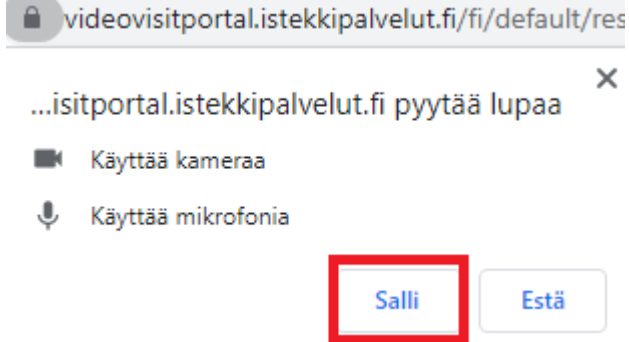 videovisitportal.istekkipalvelut.fi/fi/default/res
...isitportal.istekkipalvelut.fi pyytää lupaa
Käyttää kameraa
Käyttää mikrofonia
Salli Estä